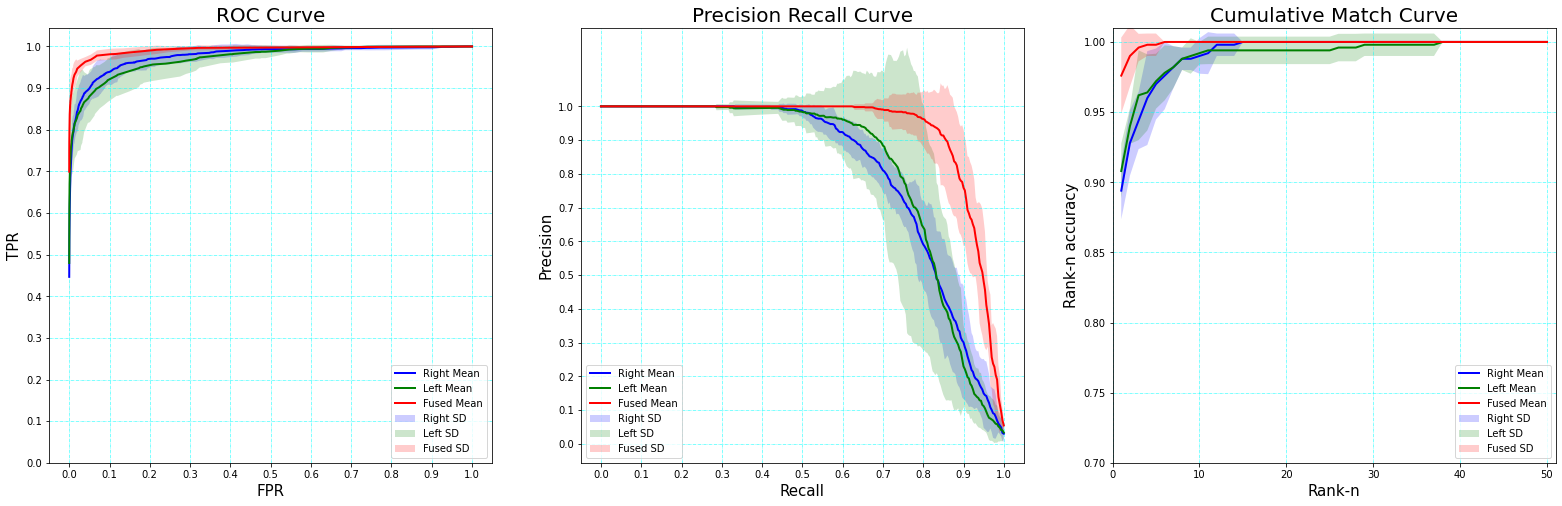 ROC Curve
TPR
1.0
0.9
0.8
0.7
0.6
0.5
0.4
0.3
0.2
0.1
0.0
0.0 0.1 0.2 0.3 0.4 0.5 0.6 0.7 0.8 0.9 1.0
FPR
Right Mean
Left Mean
Fused Mean
Right SD
Left SD
Fused SD
Precision Recall Curve
Precision
1.0
0.9
0.8
0.7
0.6
0.5
0.4
0.3
0.2
0.1
0.0
0.0 0.1 0.2 0.3 0.4 0.5 0.6 0.7 0.8 0.9 1.0
Recall
Right Mean
Left Mean
Fused Mean
Right SD
Left SD
Fused SD
Cumulative Match Curve
Rank-n accuracy
1.00
0.95
0.90
0.85
0.80
0.75
0.70
0 10 20 30 40 50
Rank-n
Right Mean
Left Mean
Fused Mean
Right SD
Left SD
Fused SD